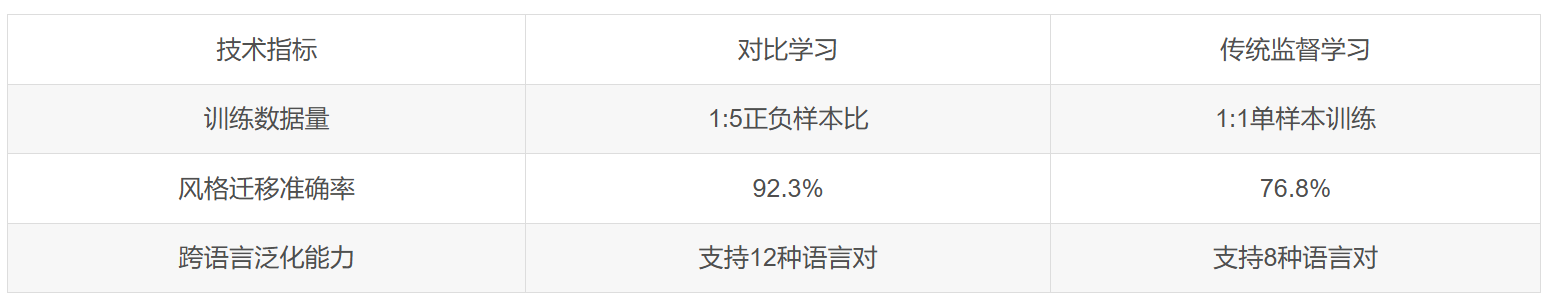 技术指标 对比学习 传统监督学习
训练数据量 1:5正负样本比 1:1单样本训练
风格迁移准确率 92.3% 76.8%
跨语言泛化能力 支持12种语言对 支持8种语言对